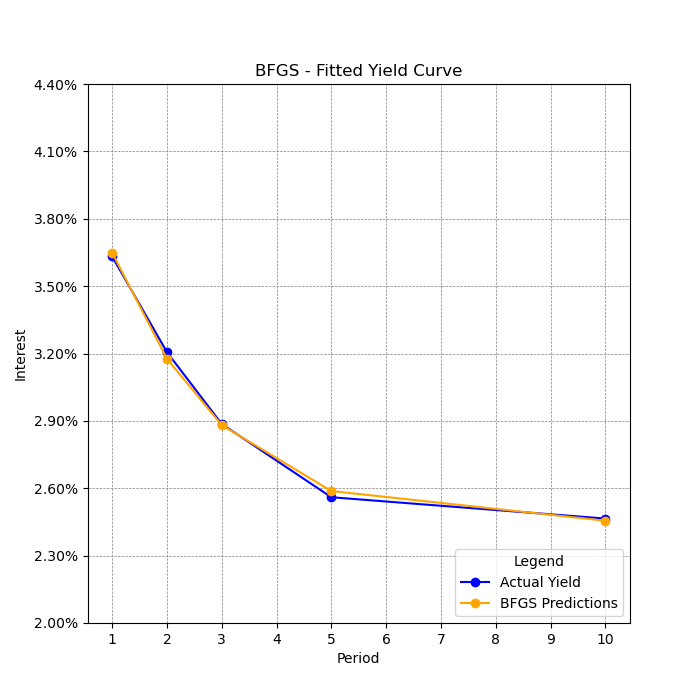 BFGS - Fitted Yield Curve
4.40%
4.10%
3.80%
3.50%
3.20%
2.90%
2.60%
2.30%
2.00%
Interest
Legend
Actual Yield
BFGS Predictions
1 2 3 4 5 6 7 8 9 10
Period